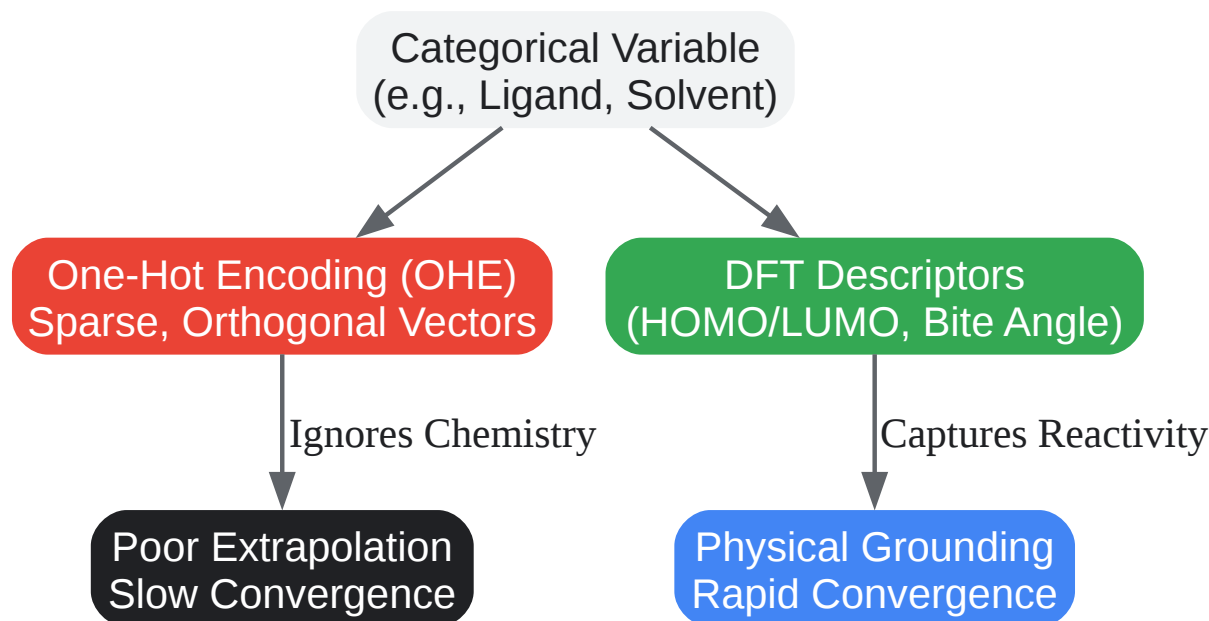 Categorical Variable
(e.g., Ligand, Solvent)
One-Hot Encoding (OHE)
Sparse, Orthogonal Vectors
DFT Descriptors
(HOMO/LUMO, Bite Angle)
Ignores Chemistry
Captures Reactivity
Poor Extrapolation
Slow Convergence
Physical Grounding
Rapid Convergence